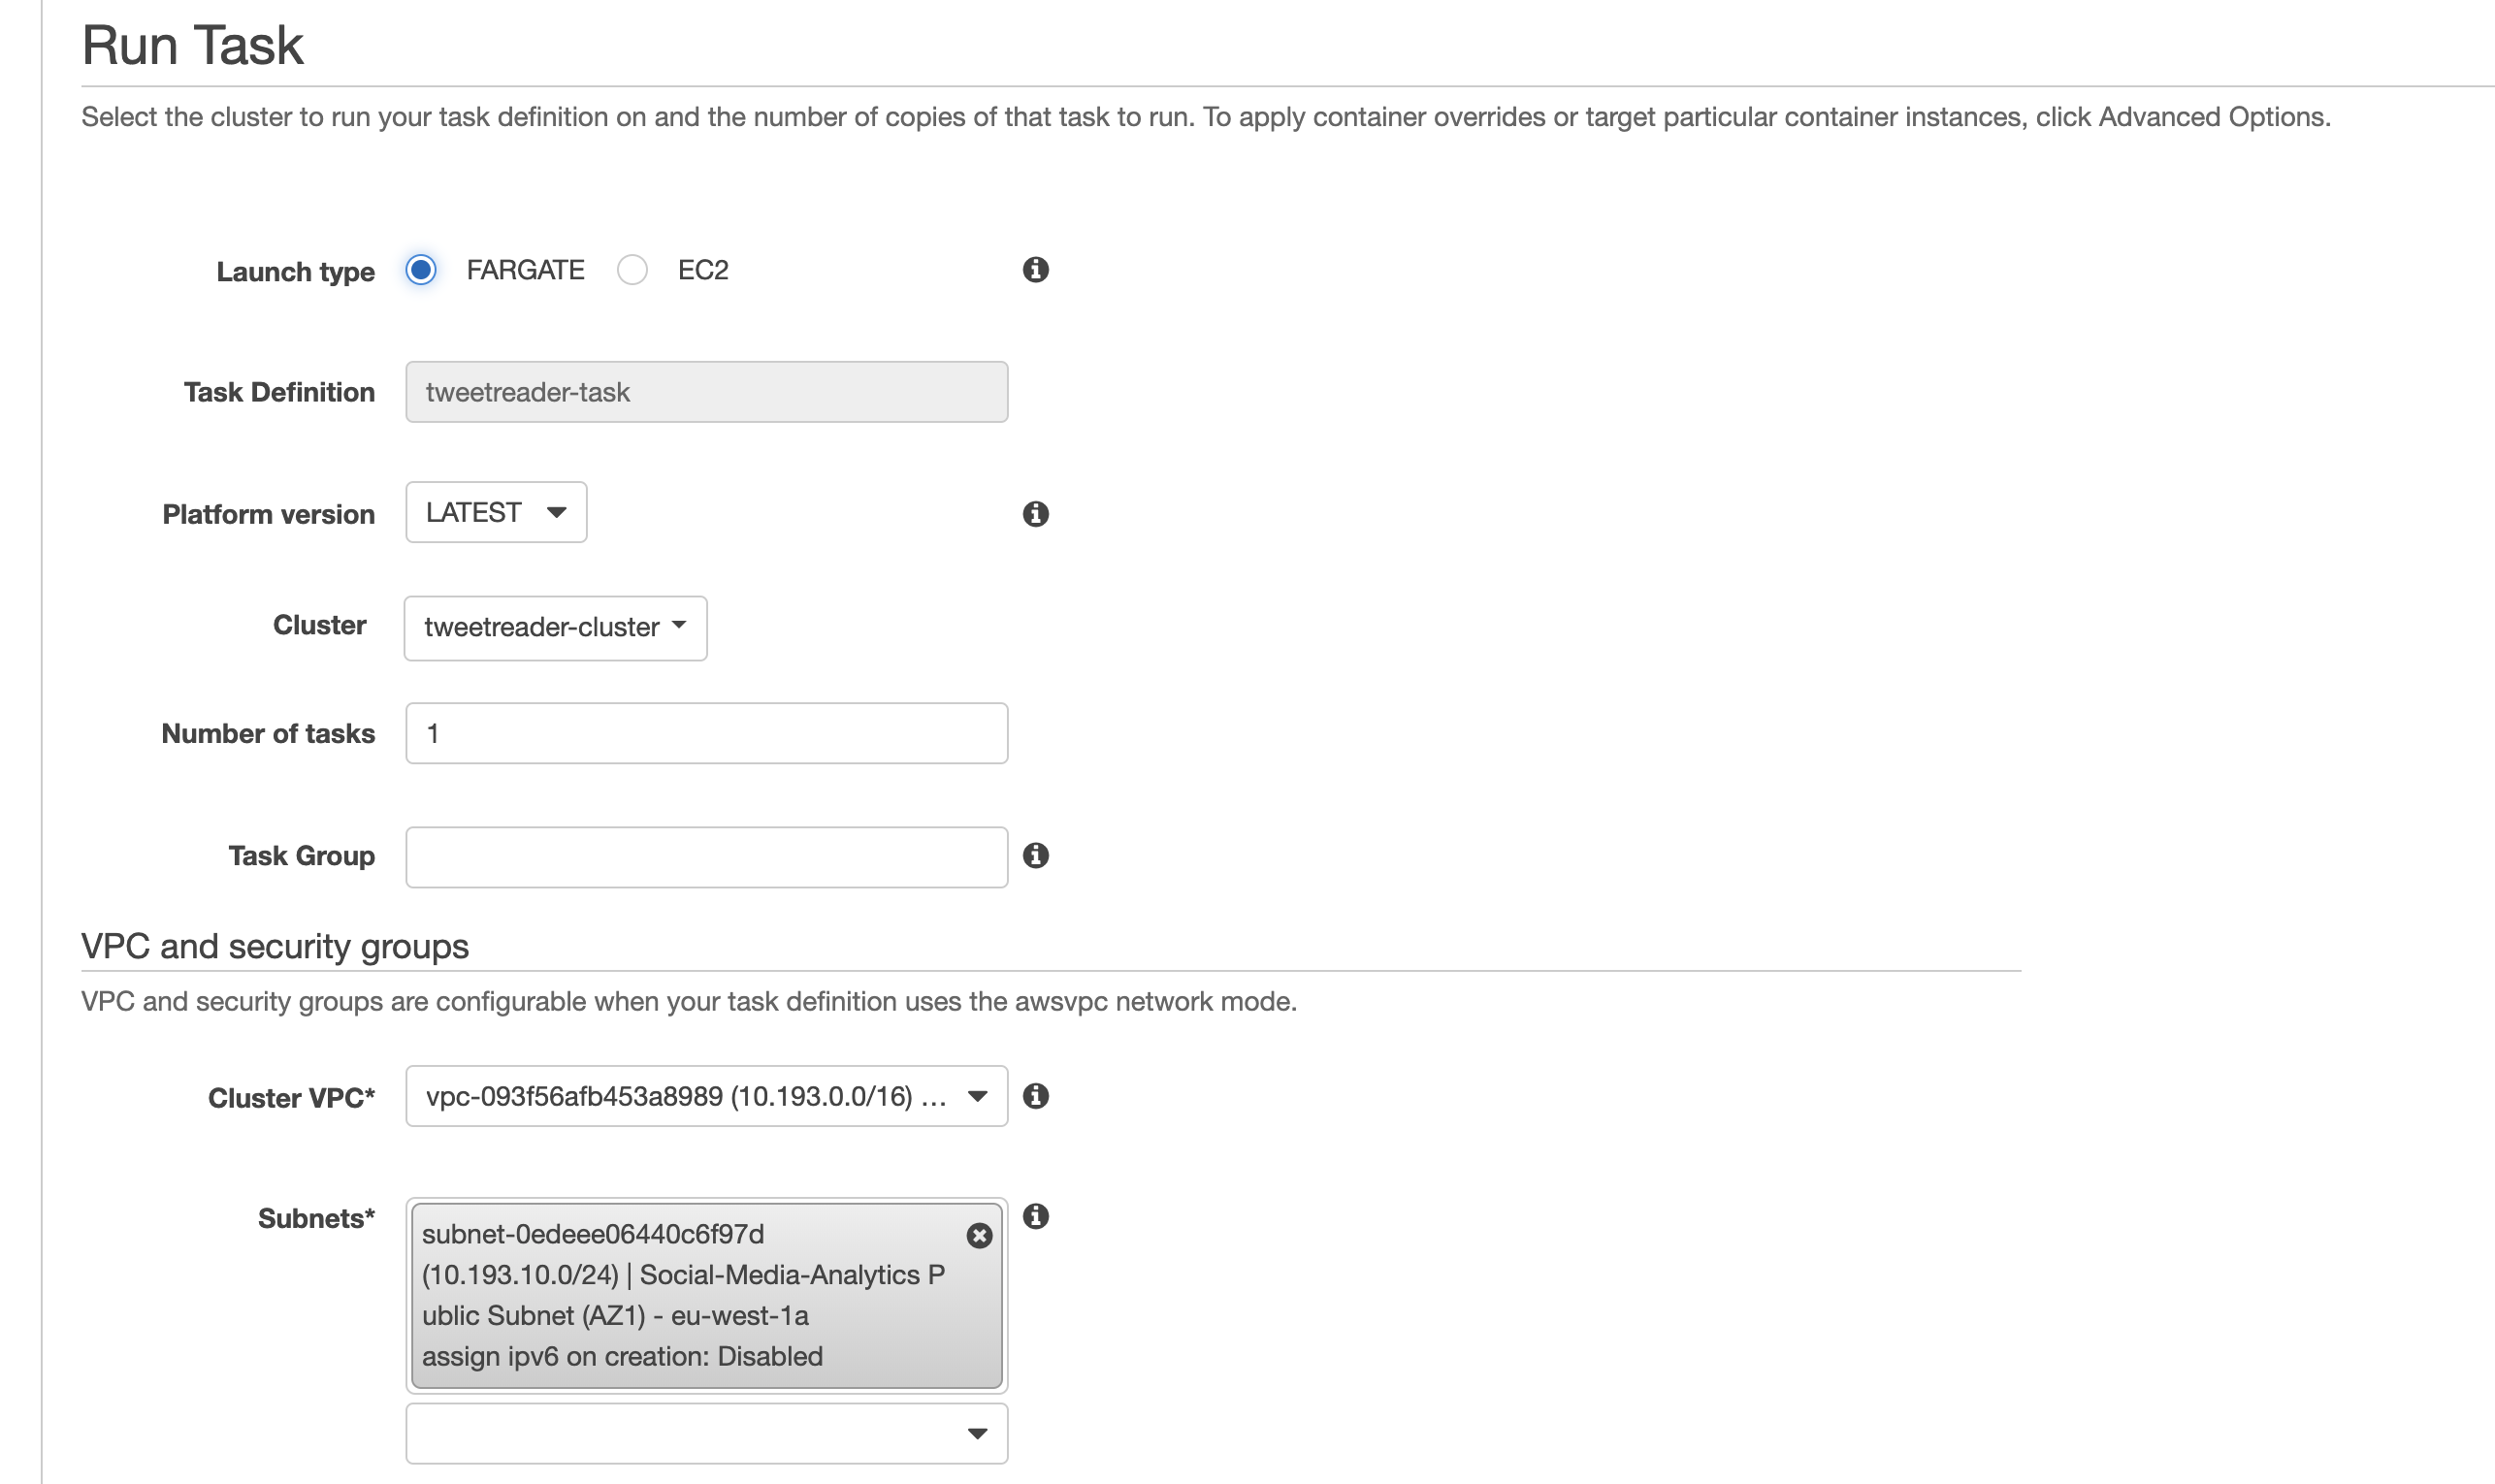 Run Task
Select the cluster to run your task definition on and the number of copies of that task to run. To apply container overrides or target particular container instances, click Advanced Options.
Launch type FARGATE EC2
Task Definition tweetreader-task
Platform version LATEST
Cluster tweetreader-cluster
Number of tasks 1
Task Group
VPC and security groups
VPC and security groups are configurable when your task definition uses the awsvpc network mode.
Cluster VPC* vpc-093f56afb453a8989 (10.193.0.0/16) ...
Subnets* subnet-0edeee06440c6f97d
(10.193.10.0/24) | Social-Media-Analytics P
ublic Subnet (AZ1) - eu-west-1a
assign ipv6 on creation: Disabled